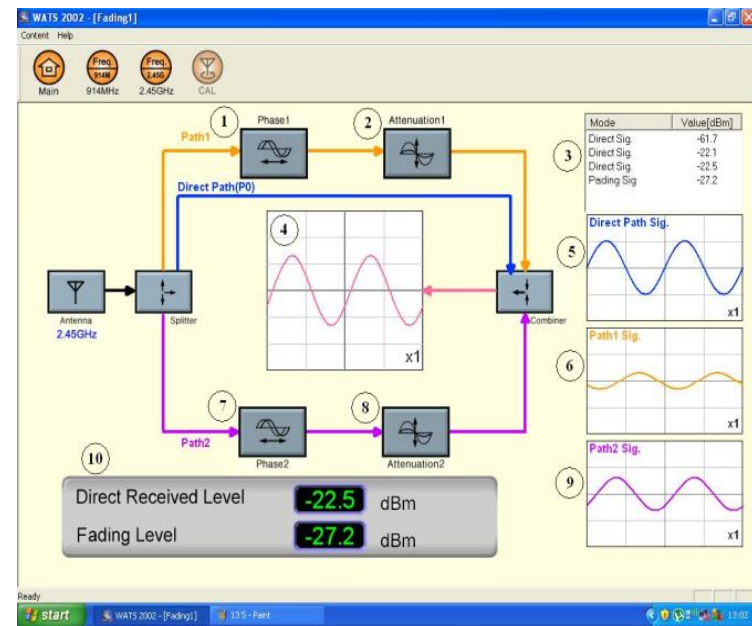 WATS 2002 - [Fading1]
Content Help
Freq. 914M
Freq. 2.45G
Main 914MHz 2.45GHz CAL
1 Phase1
2 Attenuation1
Path1
Direct Path(P0)
Mode Value[dBm]
3
Direct Sig. -61.7
Direct Sig. -22.1
Direct Sig. -22.5
Fading Sig -27.2
4
x1
Direct Path Sig.
5
x1
Antenna
2.45GHz
Splitter
Combiner
Path1 Sig.
6
x1
7
8
Path2
Phase2
Attenuation2
Path2 Sig.
9
x1
10
Direct Received Level -22.5 dBm
Fading Level -27.2 dBm
Ready
start WATS 2002 - [Fading1] 13 5 - Paint 13:02